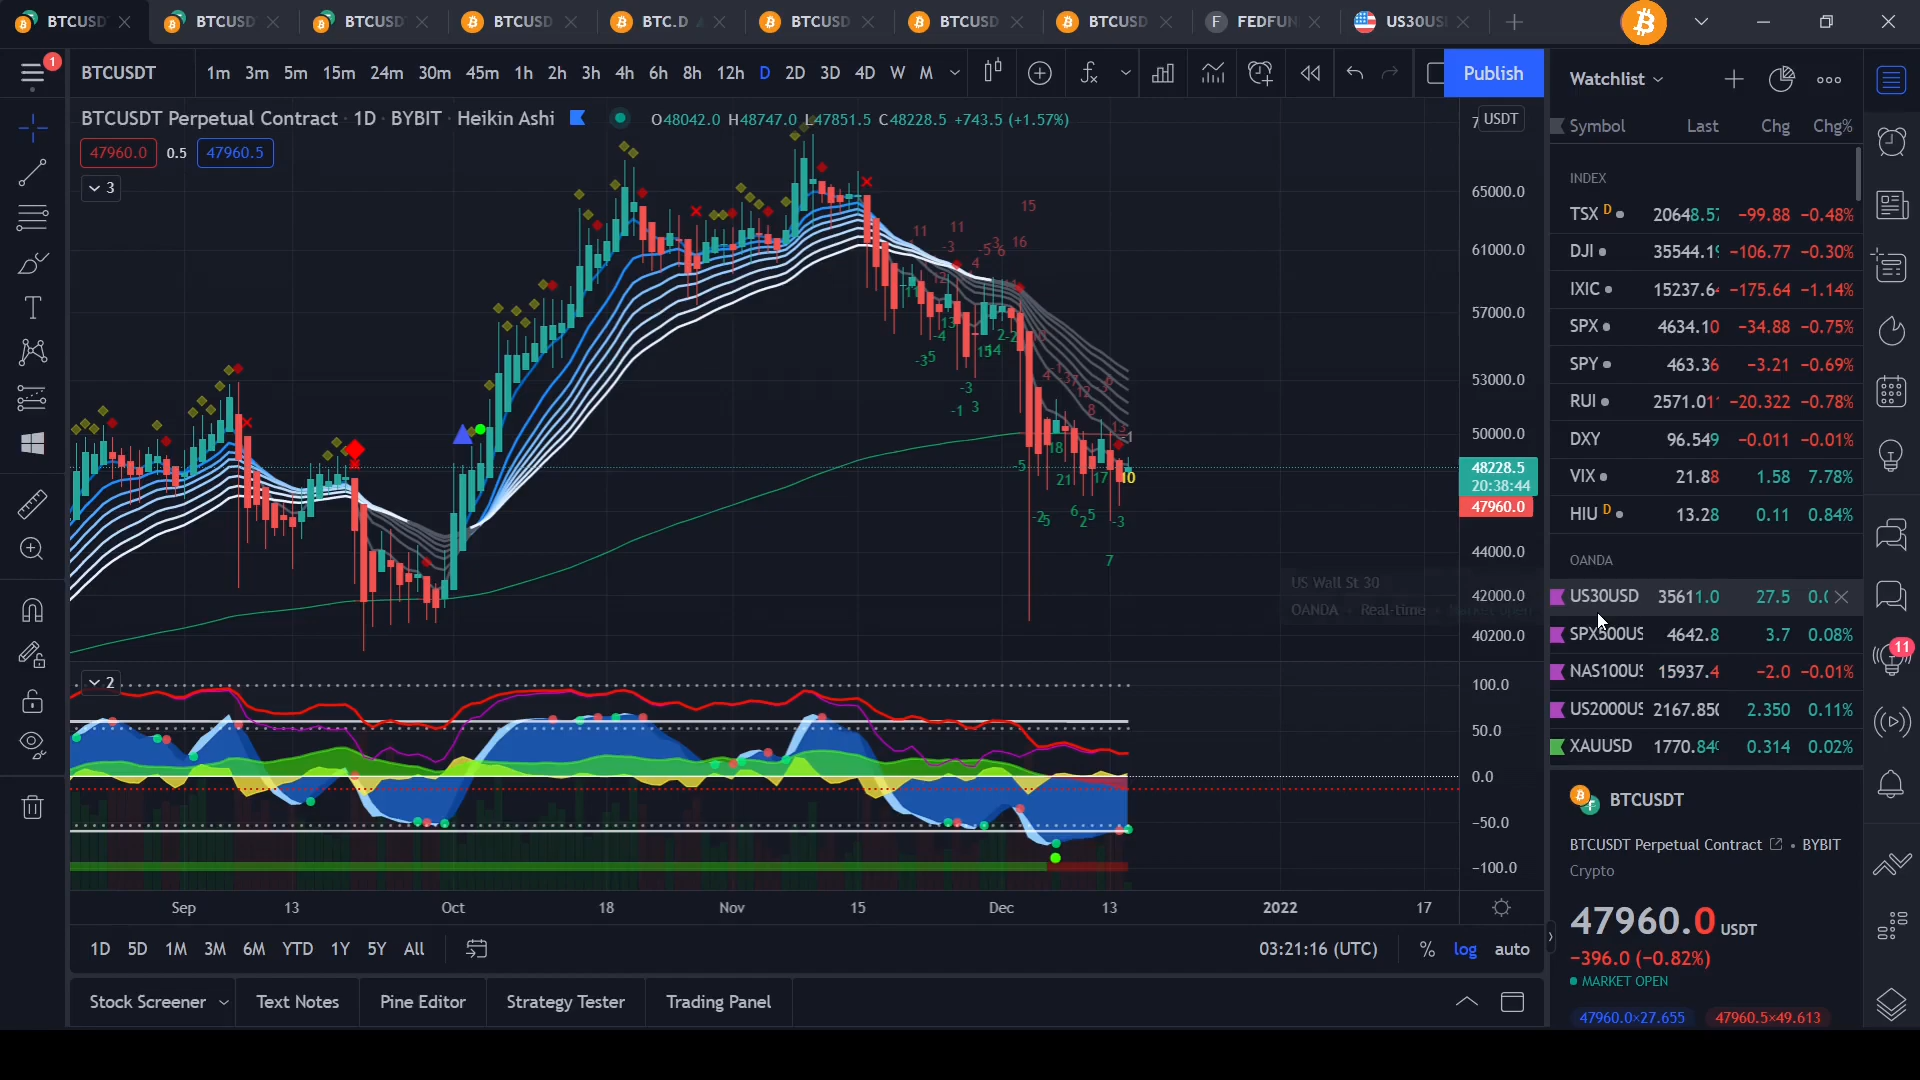 BTCUSD BTCUSD BTCUSD BTCUSD BTC.D BTCUSD BTCUSD BTCUSD FEDFUN US30US
1
BTCUSDT 1m 3m 5m 15m 24m 30m 45m 1h 2h 3h 4h 6h 8h 12h D 2D 3D 4D W M Publish
BTCUSDT Perpetual Contract · 1D · BYBIT · Heikin Ashi O48042.0 H48747.0 L47851.5 C48228.5 +743.5 (+1.57%)
USDT
47960.0 0.5 47960.5
3
65000.0
61000.0
57000.0
53000.0
50000.0
48228.5
20:38:44
47960.0
44000.0
42000.0
40200.0
US Wall St 30
OANDA · Real-time
2
100.0
50.0
0.0
−50.0
−100.0
Sep 13 Oct 18 Nov 15 Dec 13 2022 17
1D 5D 1M 3M 6M YTD 1Y 5Y All 03:21:16 (UTC) % log auto
Stock Screener Text Notes Pine Editor Strategy Tester Trading Panel
Watchlist
Symbol Last Chg Chg%
INDEX
TSX D 20648.57 −99.88 −0.48%
DJI 35544.19 −106.77 −0.30%
IXIC 15237.64 −175.64 −1.14%
SPX 4634.10 −34.88 −0.75%
SPY 463.36 −3.21 −0.69%
RUI 2571.01 −20.322 −0.78%
DXY 96.549 −0.011 −0.01%
VIX 21.88 1.58 7.78%
HIU D 13.28 0.11 0.84%
OANDA
US30USD 35611.0 27.5
SPX500US 4642.8 3.7 0.08%
NAS100US 15937.4 −2.0 −0.01%
US2000US 2167.850 2.350 0.11%
XAUUSD 1770.840 0.314 0.02%
11
BTCUSDT
BTCUSDT Perpetual Contract · BYBIT
Crypto
47960.0 USDT
−396.0 (−0.82%)
MARKET OPEN
47960.0×27.655 47960.5×49.613